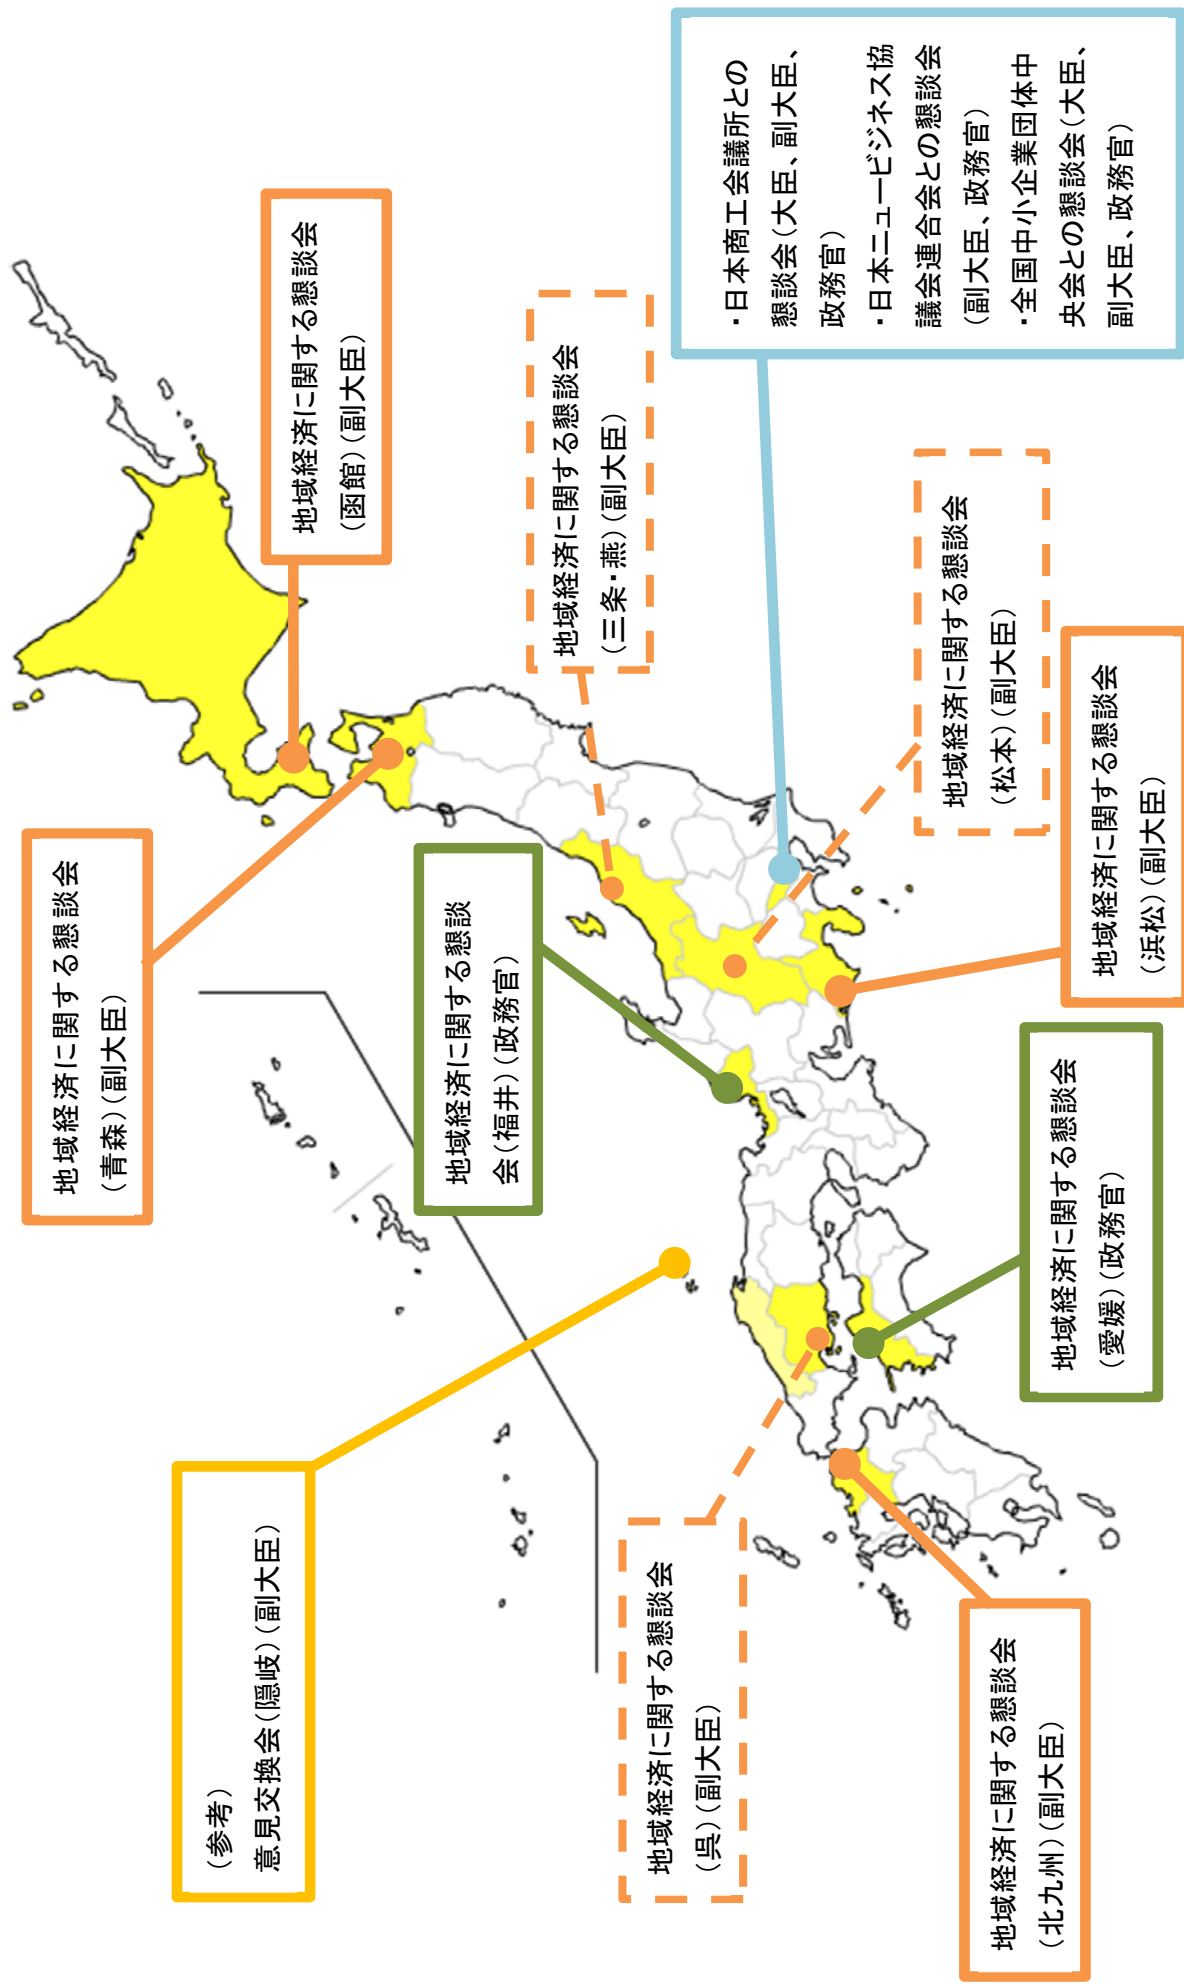 (参考)
意見交換会(隠岐)(副大臣)
地域経済に関する懇談会
(青森)(副大臣)
地域経済に関する懇談会
(函館)(副大臣)
地域経済に関する懇談
会(福井)(政務官)
地域経済に関する懇談会
(三条・燕)(副大臣)
地域経済に関する懇談会
(呉)(副大臣)
・日本商工会議所との
懇談会(大臣、副大臣、
政務官)
・日本ニュービジネス協
議会連合会との懇談会
(副大臣、政務官)
・全国中小企業団体中
央会との懇談会(大臣、
副大臣、政務官)
地域経済に関する懇談会
(松本)(副大臣)
地域経済に関する懇談会
(北九州)(副大臣)
地域経済に関する懇談会
(愛媛)(政務官)
地域経済に関する懇談会
(浜松)(副大臣)